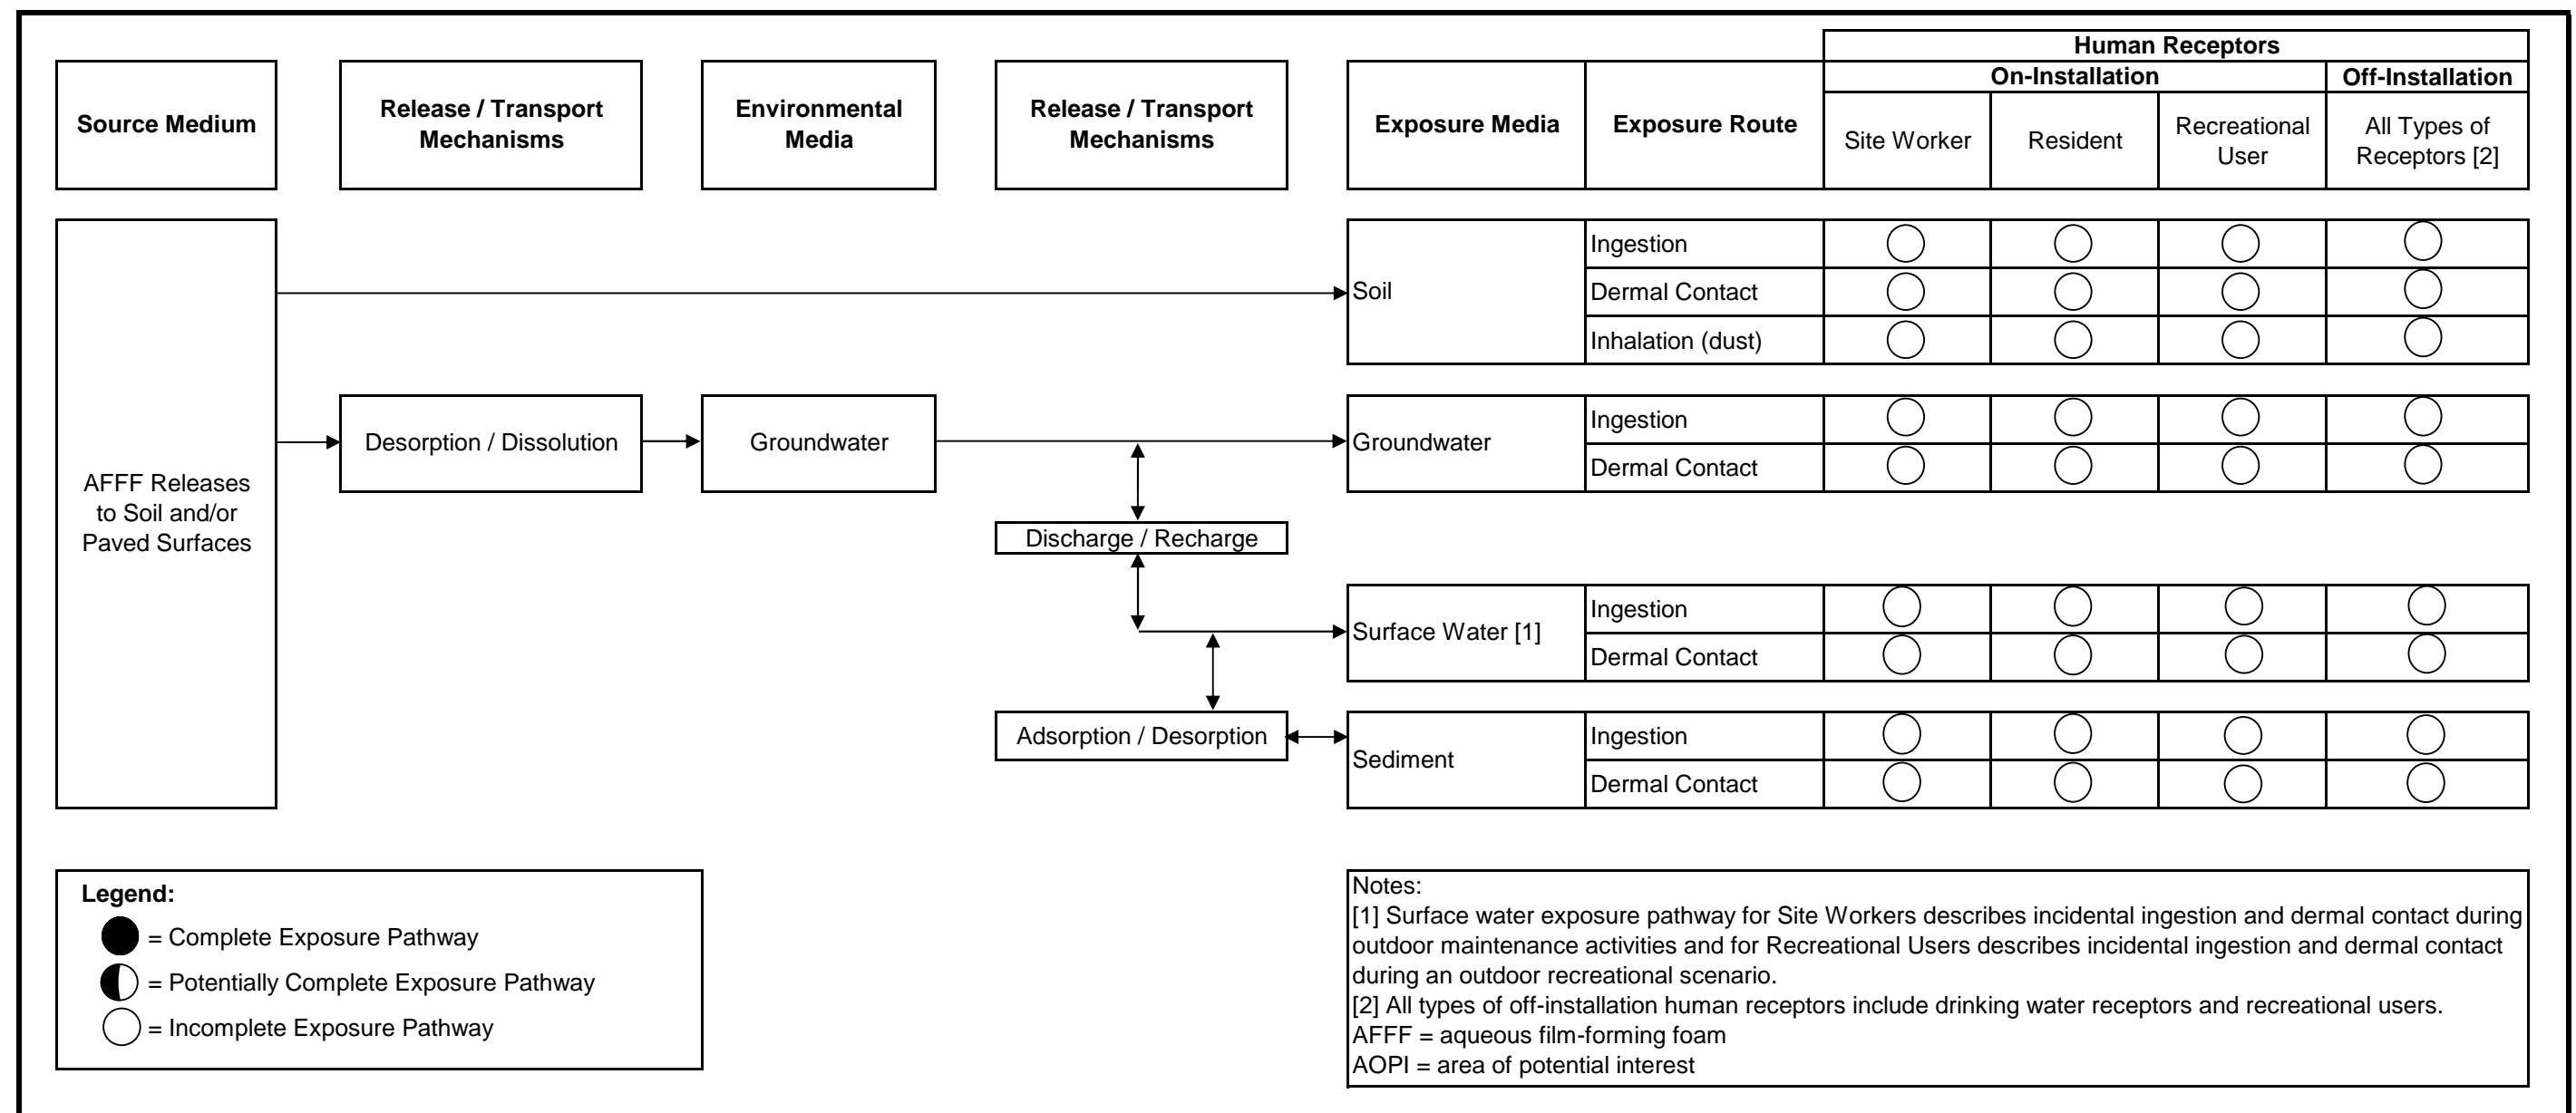 Human Receptors
On-Installation
Off-Installation
Source Medium
Release / Transport
Mechanisms
Environmental
Media
Release / Transport
Mechanisms
Exposure Media
Exposure Route
Site Worker
Resident
Recreational
User
All Types of
Receptors [2]
AFFF Releases
to Soil and/or
Paved Surfaces
Soil
Ingestion
Dermal Contact
Inhalation (dust)
Desorption / Dissolution
Groundwater
Groundwater
Ingestion
Dermal Contact
Discharge / Recharge
Surface Water [1]
Ingestion
Dermal Contact
Adsorption / Desorption
Sediment
Ingestion
Dermal Contact
Legend:
= Complete Exposure Pathway
= Potentially Complete Exposure Pathway
= Incomplete Exposure Pathway
Notes:
[1] Surface water exposure pathway for Site Workers describes incidental ingestion and dermal contact during
outdoor maintenance activities and for Recreational Users describes incidental ingestion and dermal contact
during an outdoor recreational scenario.
[2] All types of off-installation human receptors include drinking water receptors and recreational users.
AFFF = aqueous film-forming foam
AOPI = area of potential interest